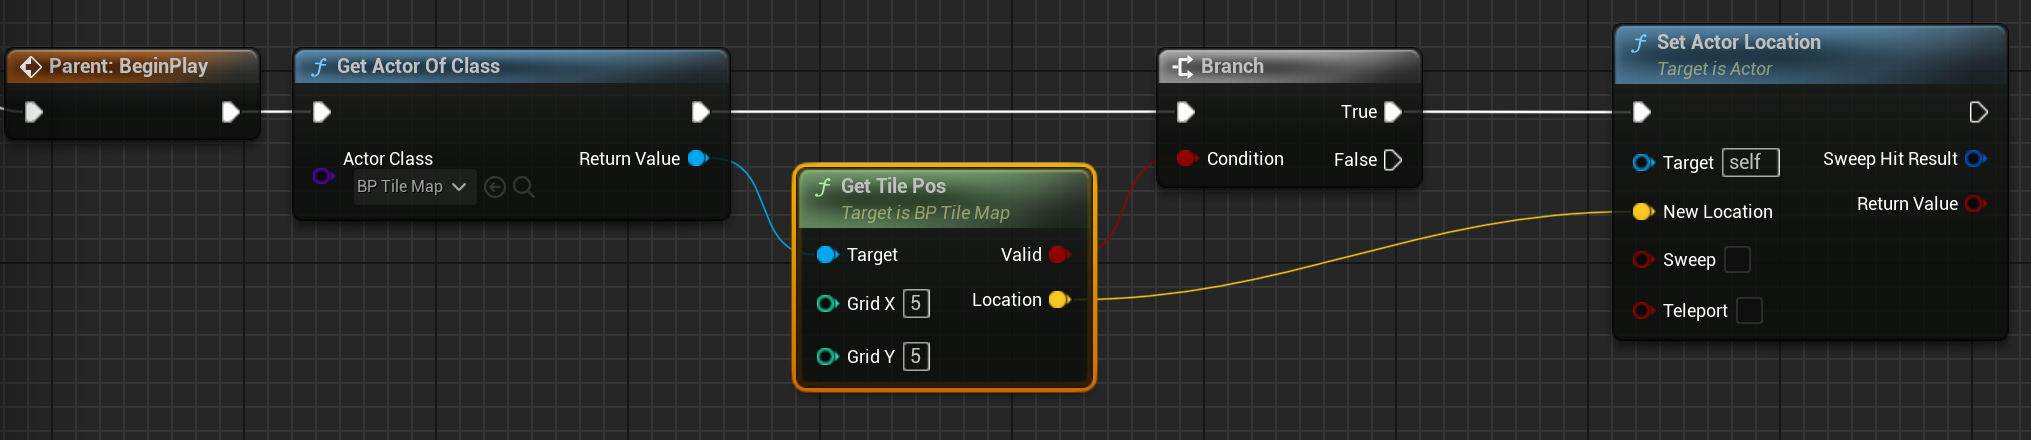 Parent: BeginPlay
Get Actor Of Class
Actor Class
BP Tile Map
Return Value
Get Tile Pos
Target is BP Tile Map
Target
Valid
Grid X 5
Location
Grid Y 5
Branch
True
Condition
False
Set Actor Location
Target is Actor
Target self
Sweep Hit Result
New Location
Return Value
Sweep
Teleport